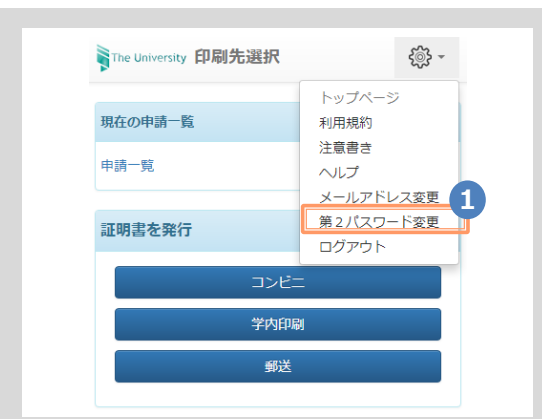 The University 印刷先選択
トップページ
現在の申請一覧
利用規約
注意書き
申請一覧
ヘルプ
メールアドレス変更
1
第2パスワード変更
証明書を発行
ログアウト
コンビニ
学内印刷
郵送